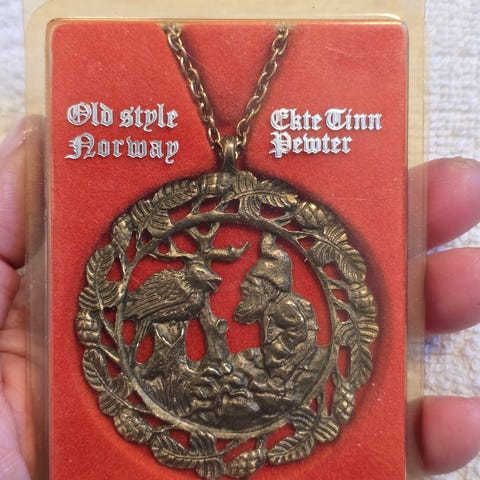 Old style
Norway
Ekte Tinn
Pewter